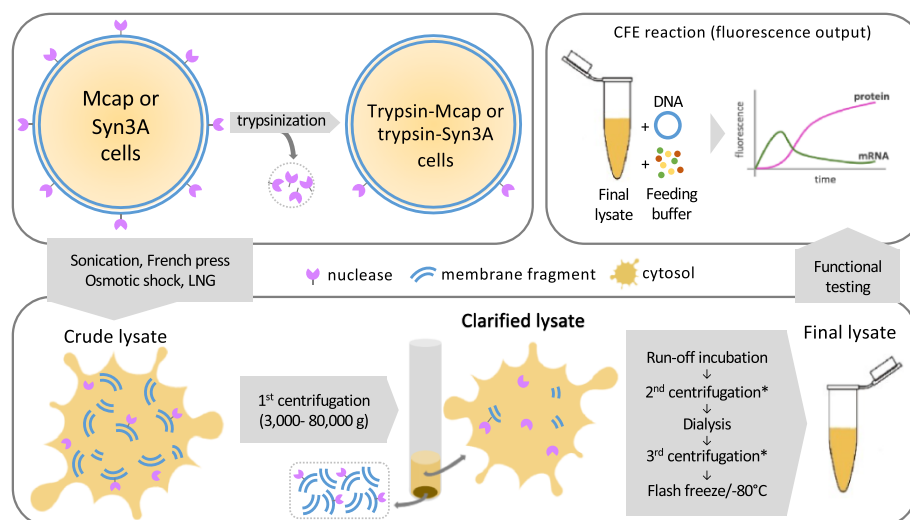 Mcap or
Syn3A
cells
trypsinization
Trypsin-Mcap or
trypsin-Syn3A
cells
CFE reaction (fluorescence output)
DNA
+
+
Final
lysate
Feeding
buffer
fluorescence
protein
mRNA
time
Sonication, French press
Osmotic shock, LNG
nuclease
membrane fragment
cytosol
Functional
testing
Crude lysate
1st centrifugation
(3,000- 80,000 g)
Clarified lysate
Run-off incubation
↓
2nd centrifugation*
↓
Dialysis
↓
3rd centrifugation*
↓
Flash freeze/-80°C
Final lysate